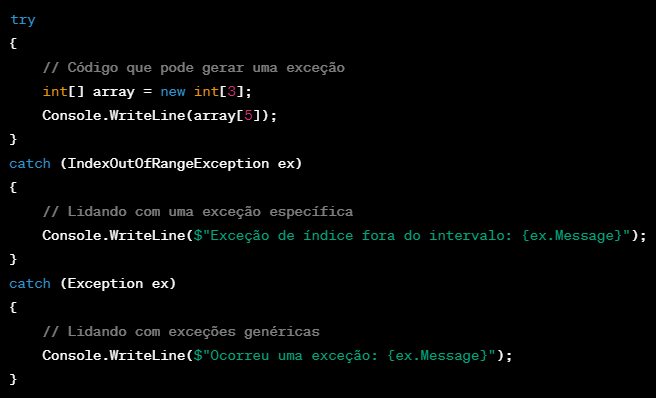 try
{
    // Código que pode gerar uma exceção
    int[] array = new int[3];
    Console.WriteLine(array[5]);
}
catch (IndexOutOfRangeException ex)
{
    // Lidando com uma exceção específica
    Console.WriteLine($"Exceção de índice fora do intervalo: {ex.Message}");
}
catch (Exception ex)
{
    // Lidando com exceções genéricas
    Console.WriteLine($"Ocorreu uma exceção: {ex.Message}");
}